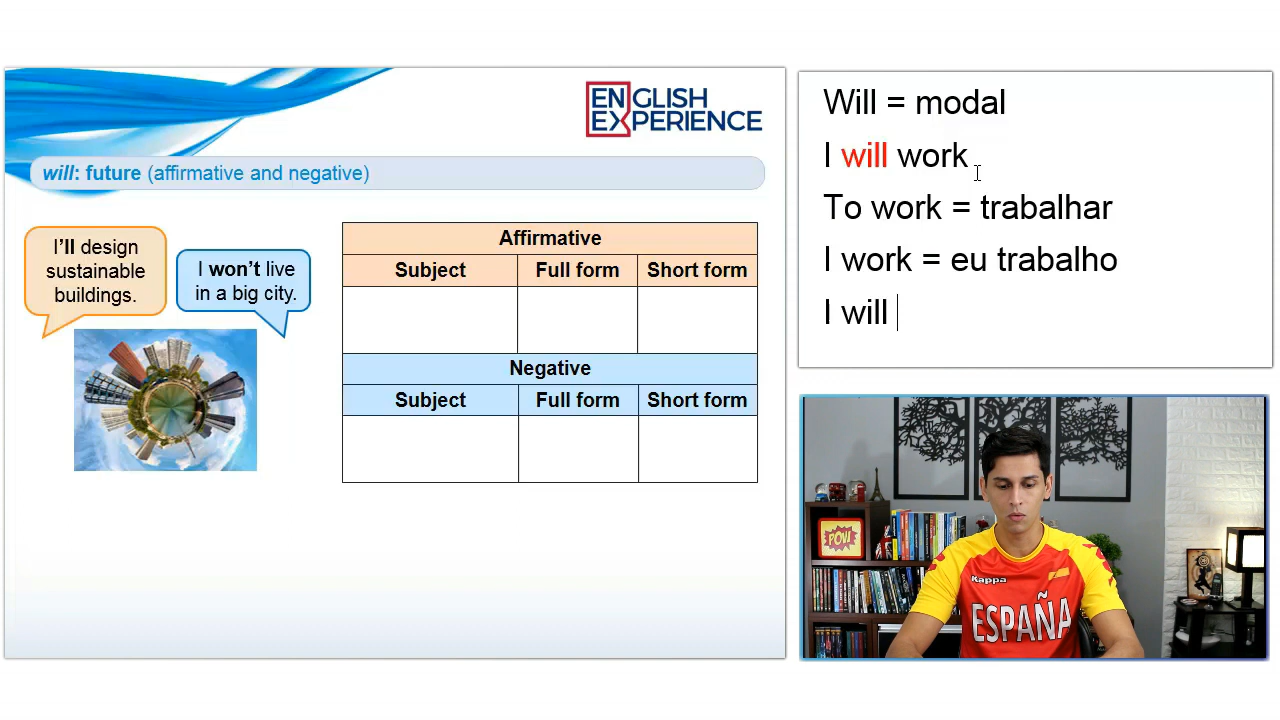 ENGLISH
EXPERIENCE
will: future (affirmative and negative)
I'll design
sustainable
buildings.
I won't live
in a big city.
Affirmative
Subject Full form Short form
Negative
Subject Full form Short form
Will = modal
I will work
To work = trabalhar
I work = eu trabalho
I will
POW!
Kappa
ESPAÑA